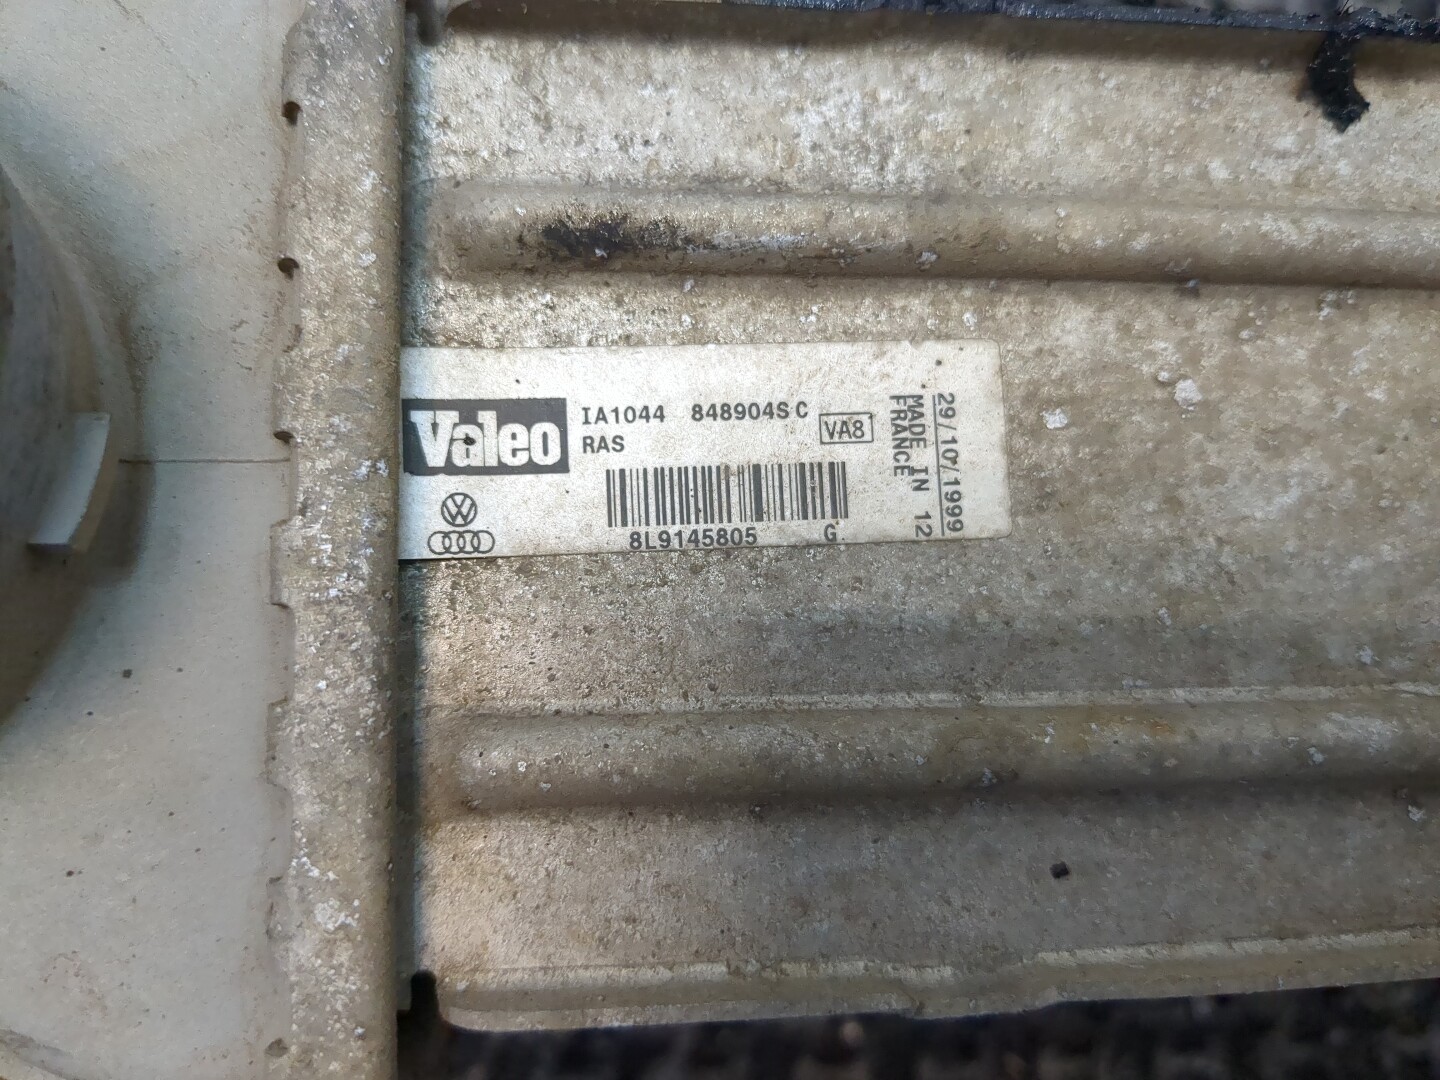 Valeo
IA1044 848904S C
RAS
VA8
8L9145805 G
29/10/1999
MADE IN 12
FRANCE